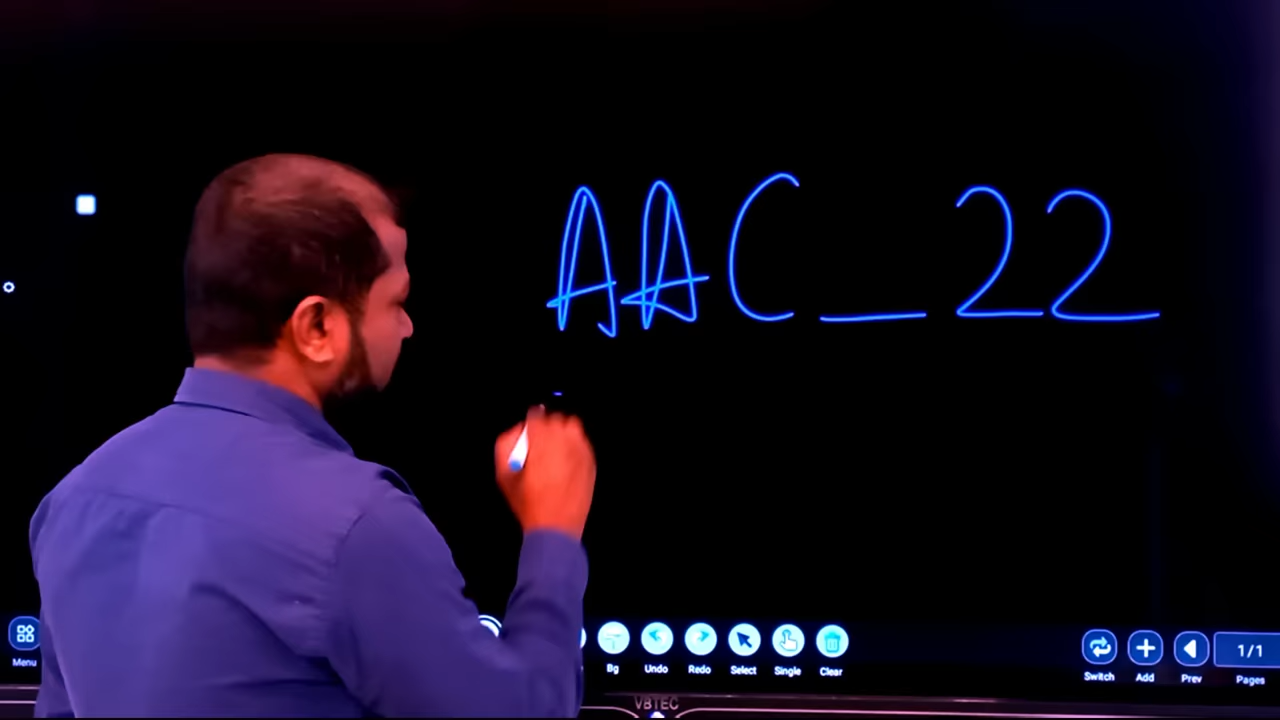 AAC_22
Menu Bg Undo Redo Select Single Clear Switch Add Prev 1/1 Pages
VBTEC